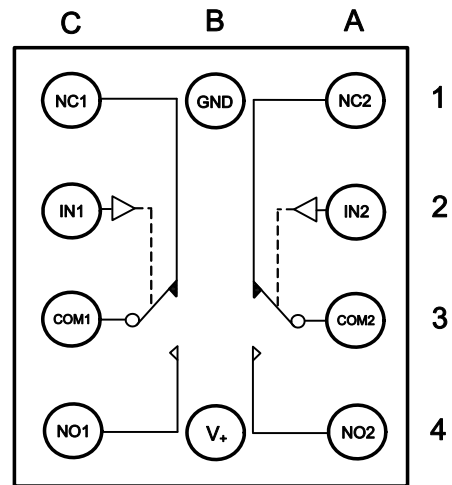 C B A
NC1 GND NC2 1
IN1 IN2 2
COM1 COM2 3
NO1 V+ NO2 4